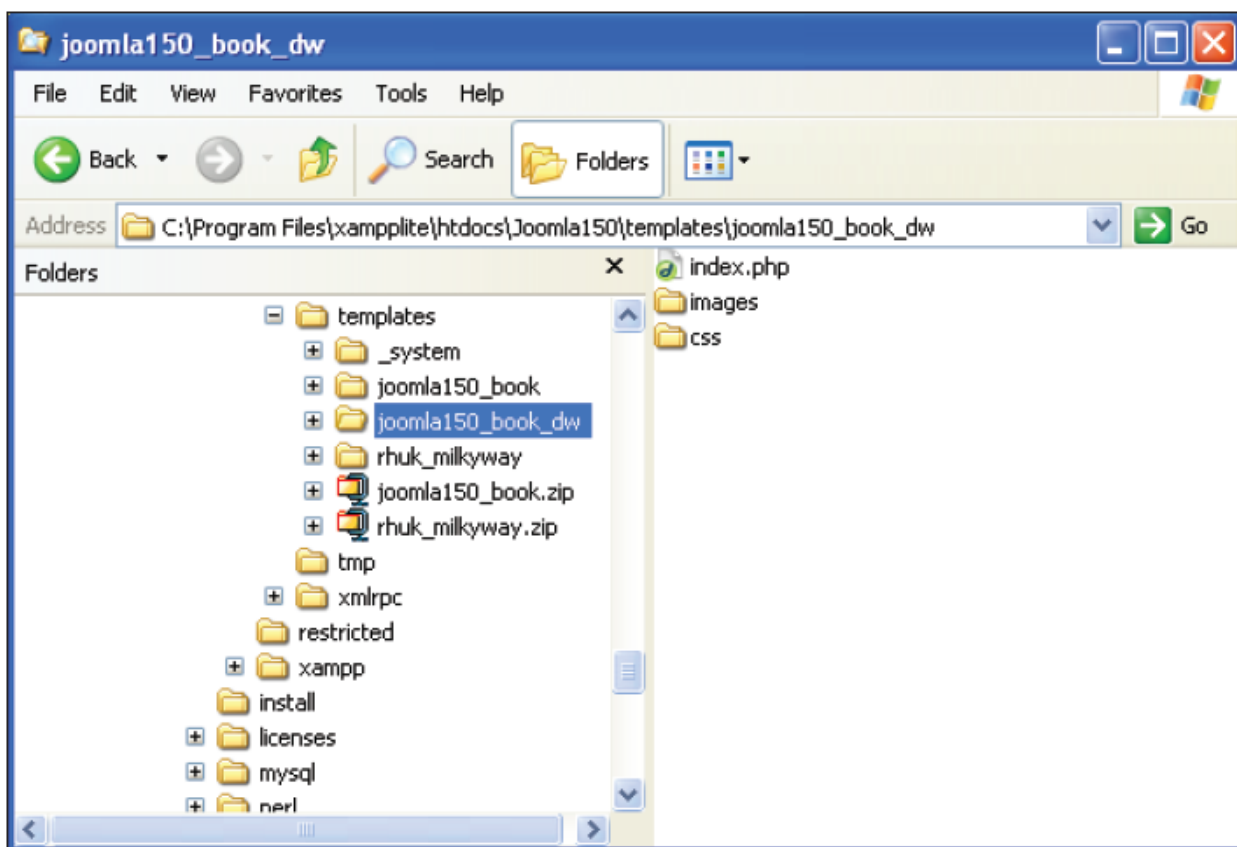 joomla150_book_dw
File Edit View Favorites Tools Help
Back Search Folders
Address C:\Program Files\xampplite\htdocs\Joomla150\templates\joomla150_book_dw Go
Folders
templates
_system
joomla150_book
joomla150_book_dw
rhuk_milkyway
joomla150_book.zip
rhuk_milkyway.zip
tmp
xmlrpc
restricted
xampp
install
licenses
mysql
perl
index.php
images
css